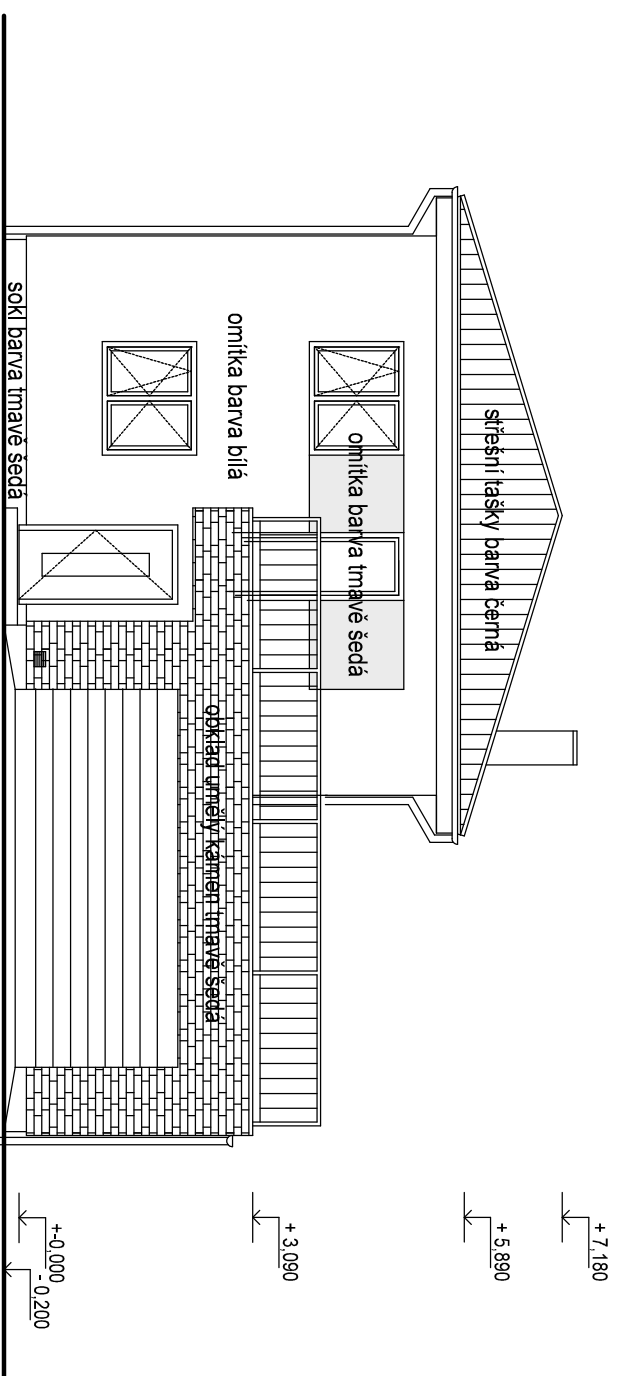 + 7,180
střešní tašky barva černá
+ 5,890
omítka barva tmavě šedá
+ 3,090
omítka barva bílá
obklad umělý kámen tmavě šedá
+-0,000
- 0,200
sokl barva tmavě šedá